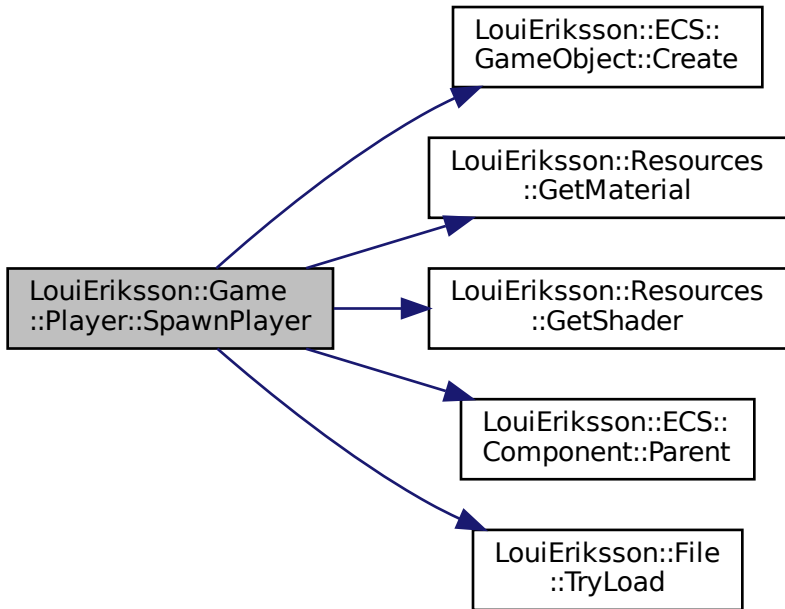 LouiEriksson::ECS::
GameObject::Create
LouiEriksson::Resources
::GetMaterial
LouiEriksson::Game
::Player::SpawnPlayer
LouiEriksson::Resources
::GetShader
LouiEriksson::ECS::
Component::Parent
LouiEriksson::File
::TryLoad